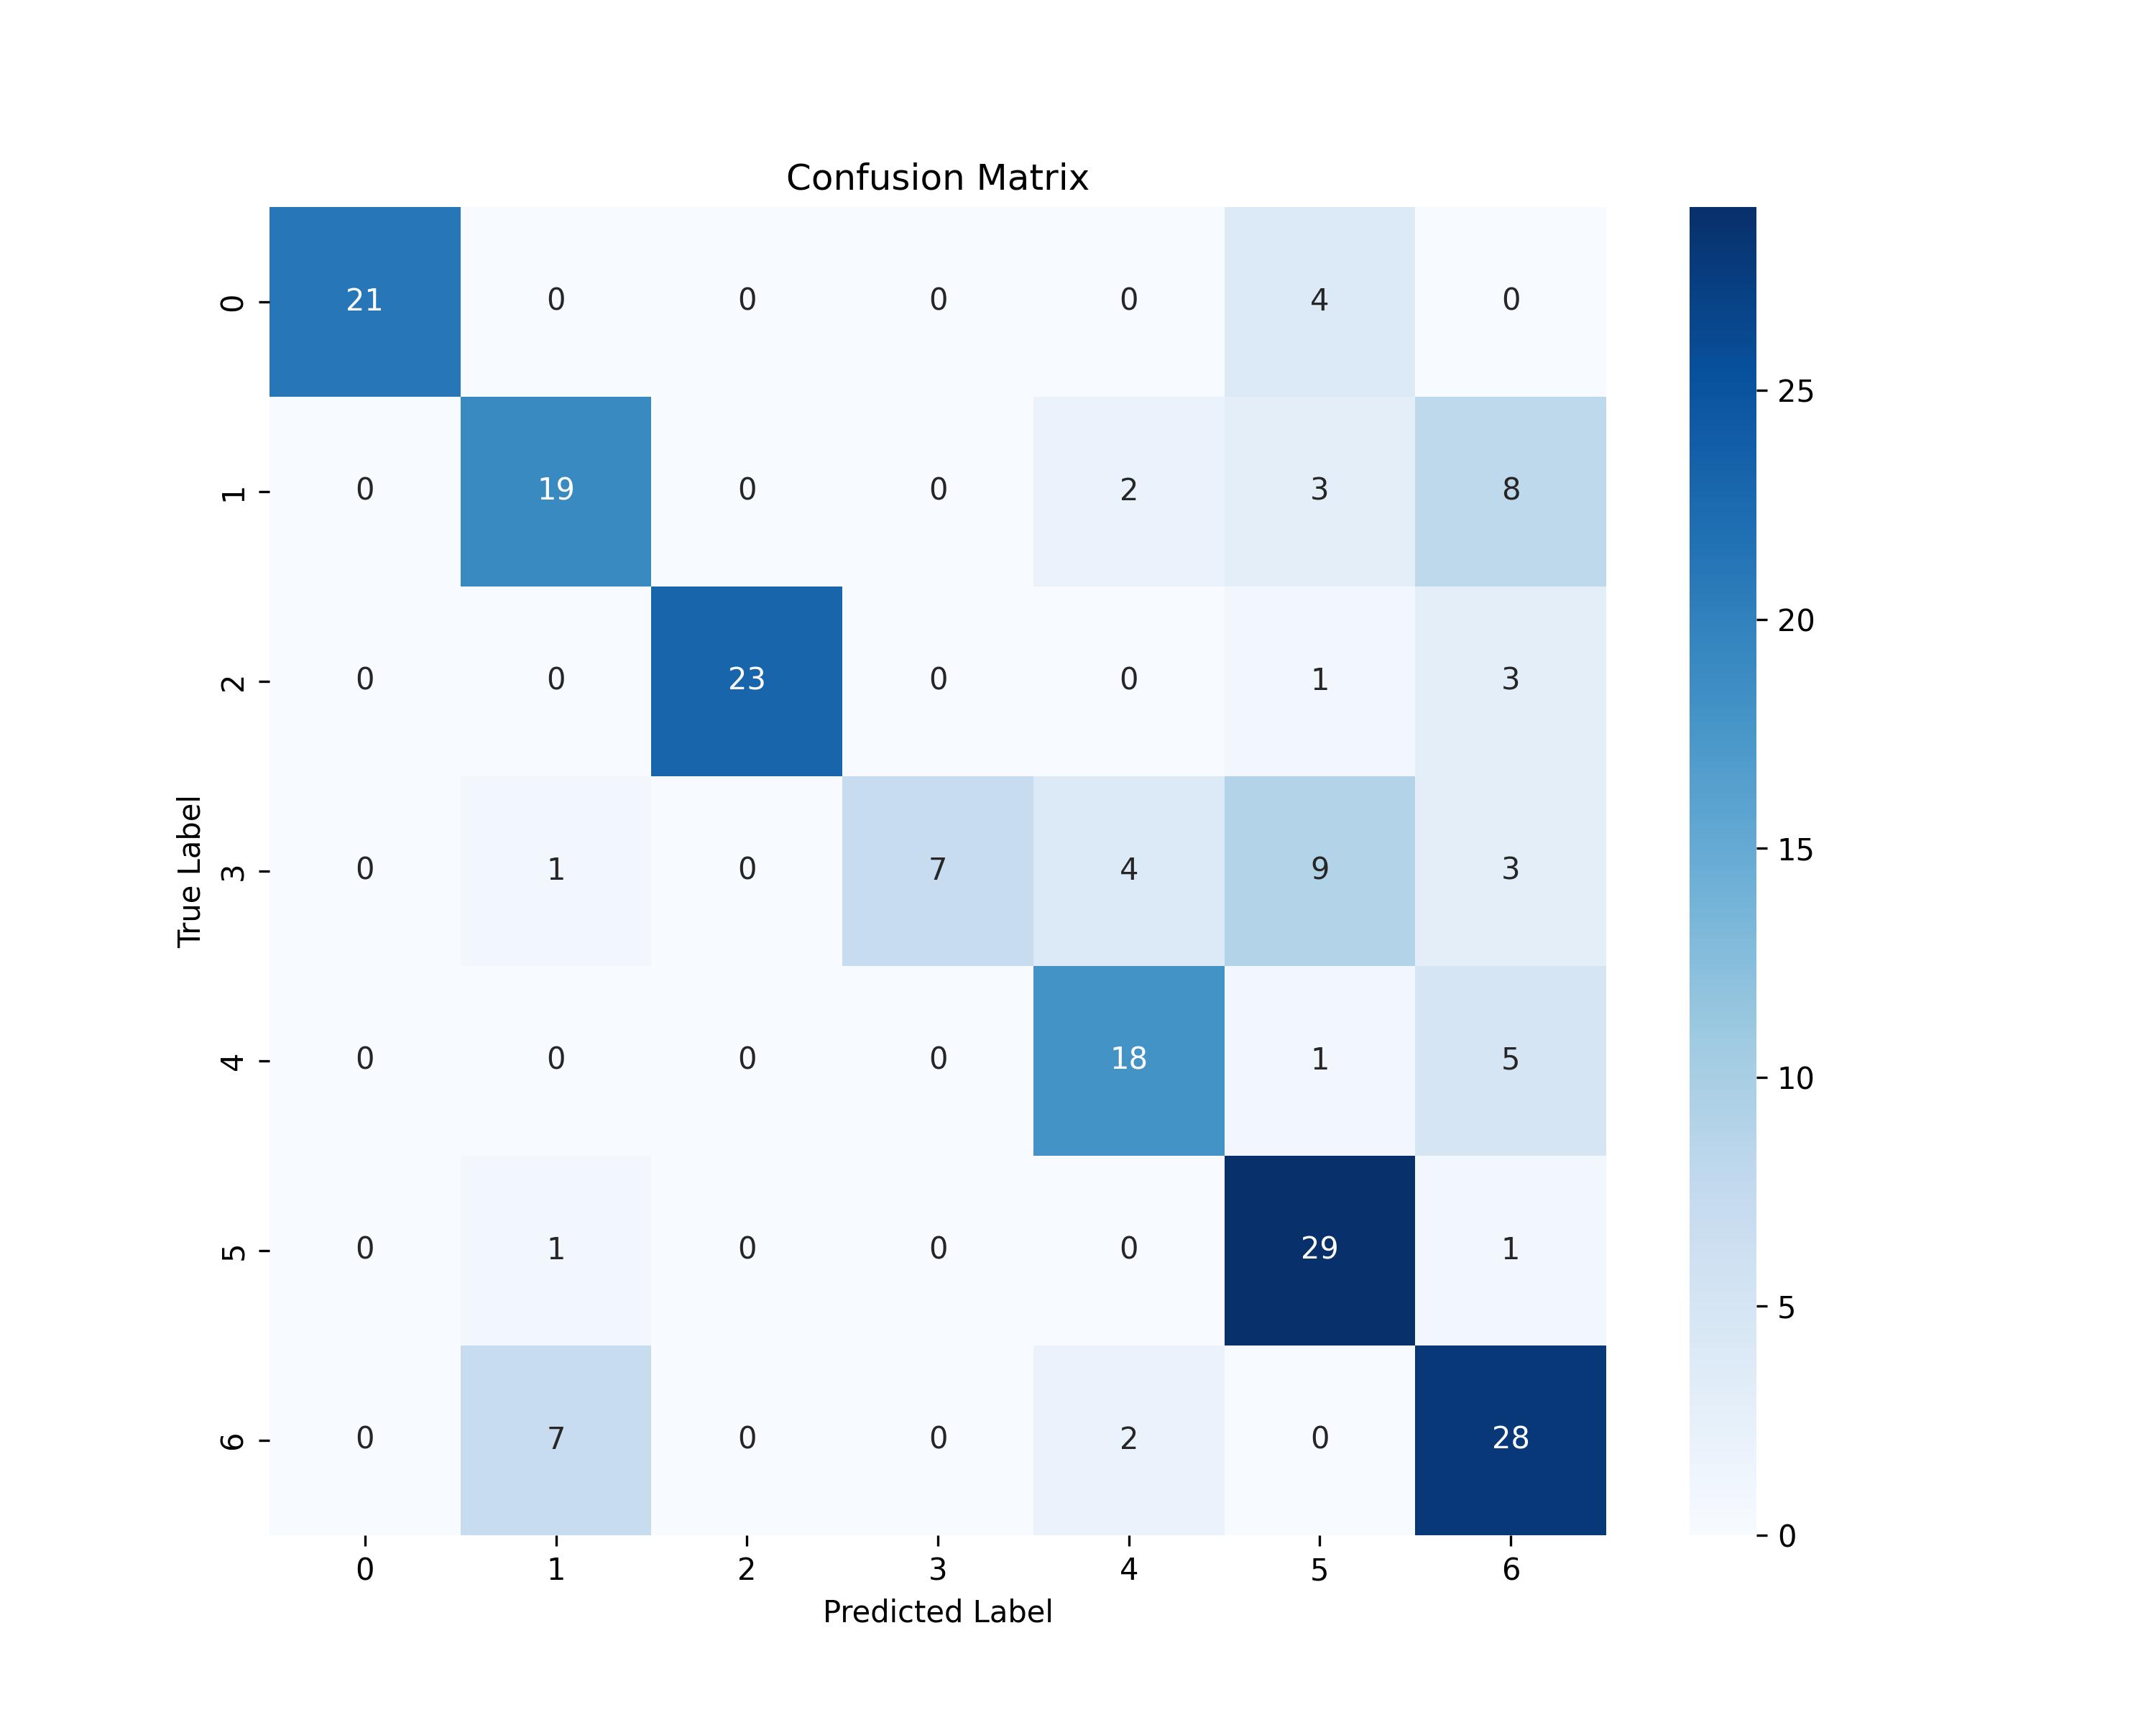 Confusion Matrix
True Label
0 21 0 0 0 0 4 0
1 0 19 0 0 2 3 8
2 0 0 23 0 0 1 3
3 0 1 0 7 4 9 3
4 0 0 0 0 18 1 5
5 0 1 0 0 0 29 1
6 0 7 0 0 2 0 28
0 1 2 3 4 5 6
Predicted Label
25
20
15
10
5
0